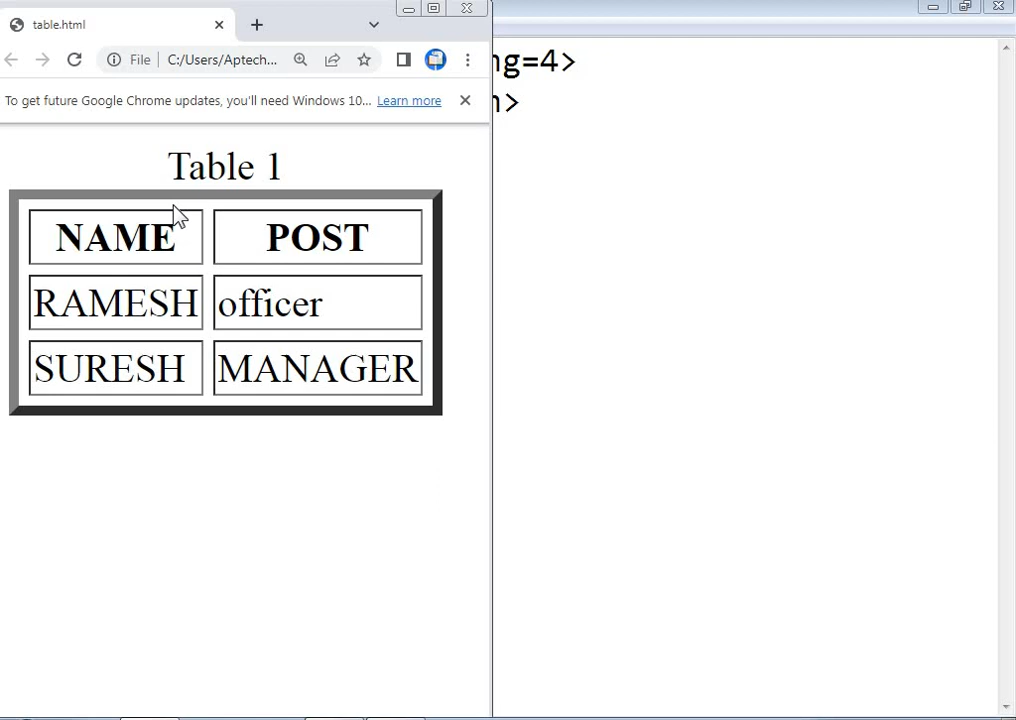 table.html
File
C:/Users/Aptech...
To get future Google Chrome updates, you'll need Windows 10... Learn more
ng=4>
n>
Table 1
NAME POST
RAMESH officer
SURESH MANAGER